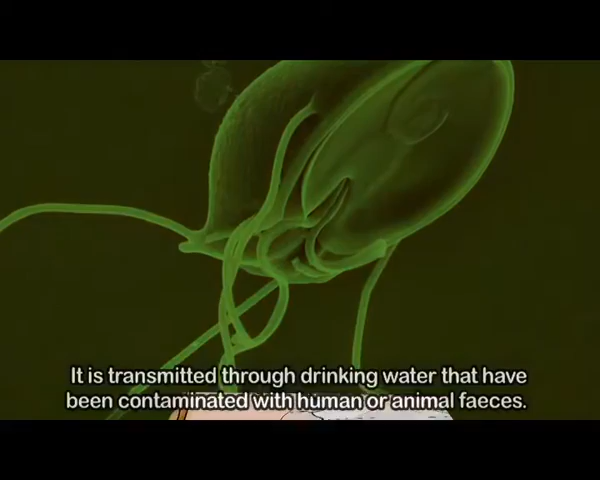 It is transmitted through drinking water that have
been contaminated with human or animal faeces.